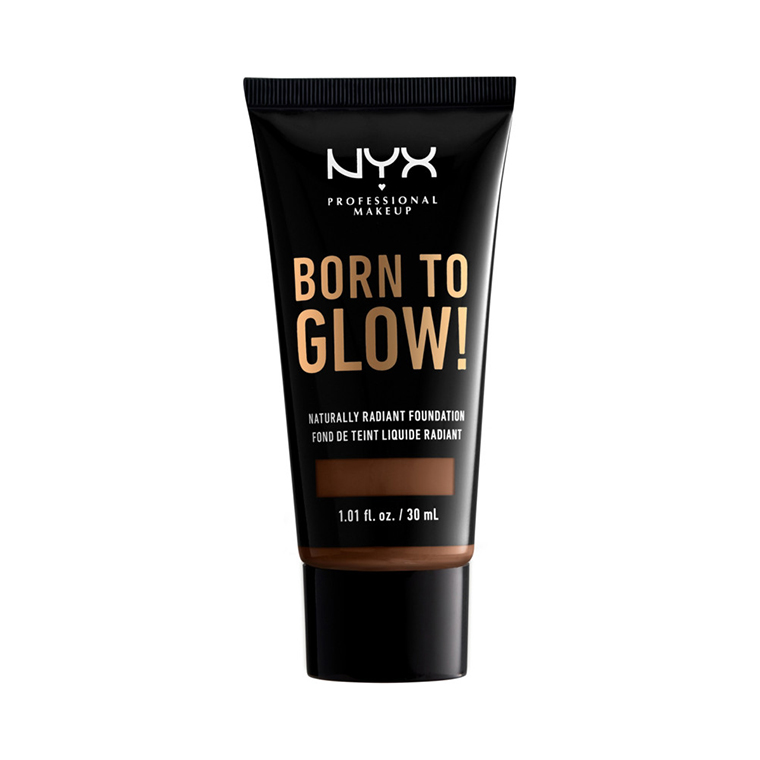 NYX
PROFESSIONAL
MAKEUP
BORN TO
GLOW!
NATURALLY RADIANT FOUNDATION
FOND DE TEINT LIQUIDE RADIANT
1.01 fl. oz. / 30 mL